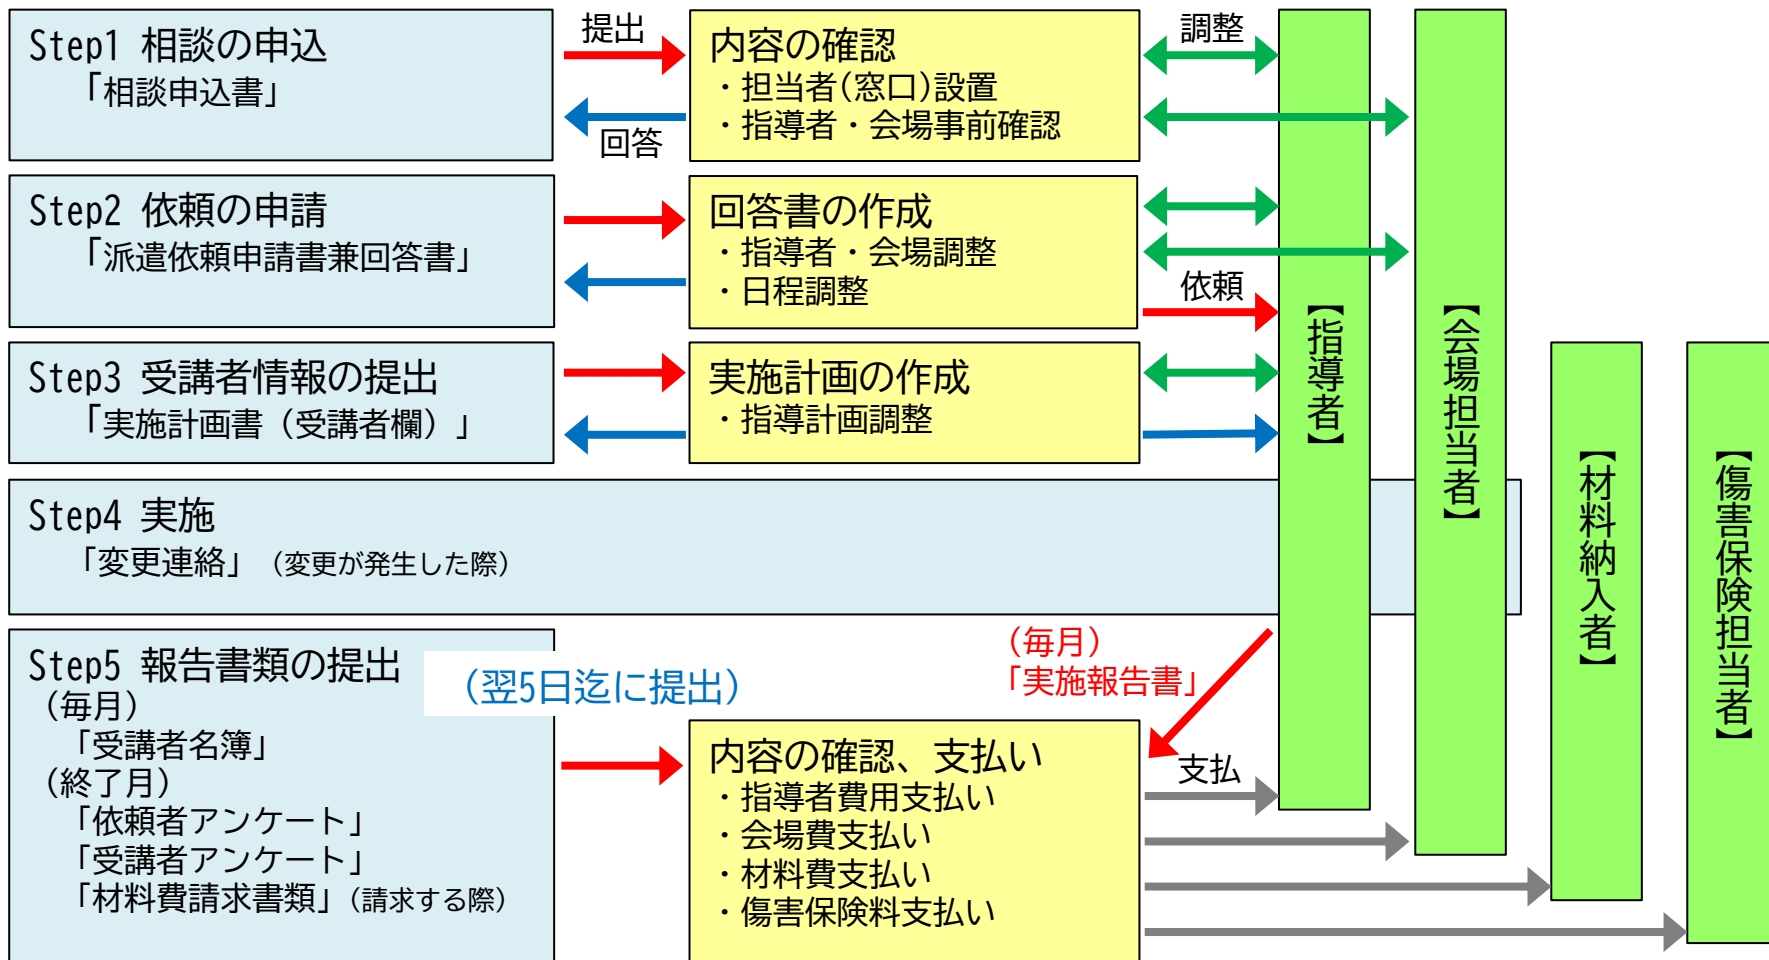 Step1 相談の申込
「相談申込書」
提出
回答
内容の確認
・担当者(窓口)設置
・指導者・会場事前確認
調整
Step2 依頼の申請
「派遣依頼申請書兼回答書」
回答書の作成
・指導者・会場調整
・日程調整
依頼
Step3 受講者情報の提出
「実施計画書（受講者欄）」
実施計画の作成
・指導計画調整
【指導者】
【会場担当者】
【材料納入者】
【傷害保険担当者】
Step4 実施
「変更連絡」（変更が発生した際）
Step5 報告書類の提出
（翌5日迄に提出）
（毎月）
「受講者名簿」
（終了月）
「依頼者アンケート」
「受講者アンケート」
「材料費請求書類」（請求する際）
（毎月）
「実施報告書」
内容の確認、支払い
・指導者費用支払い
・会場費支払い
・材料費支払い
・傷害保険料支払い
支払